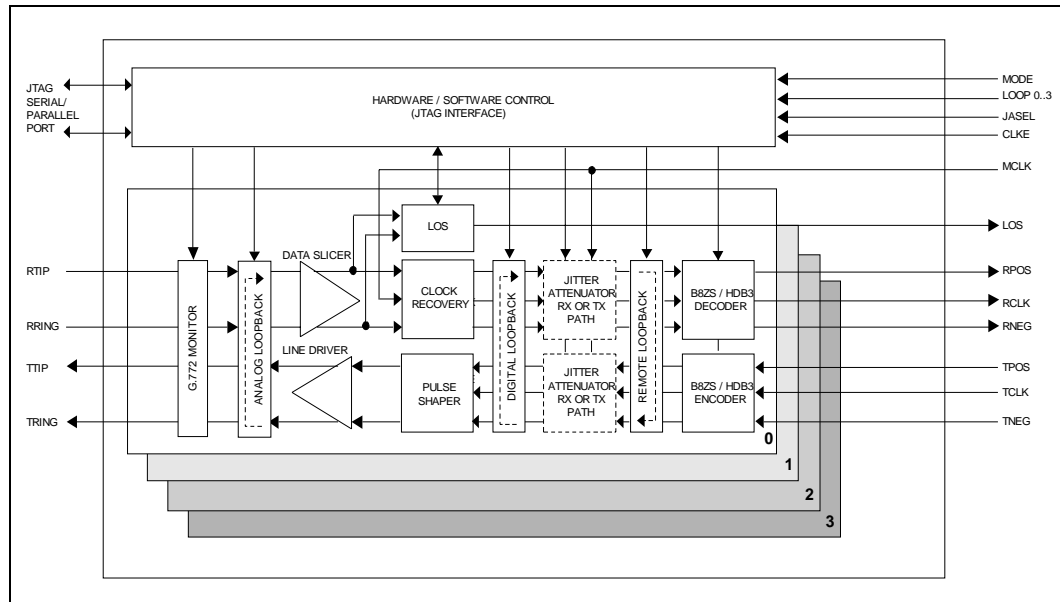 HARDWARE / SOFTWARE CONTROL
(JTAG INTERFACE)
JTAG
SERIAL/
PARALLEL
PORT
MODE
LOOP 0..3
JASEL
CLKE
MCLK
LOS
LOS
RTIP
RRING
TTIP
TRING
G.772 MONITOR
ANALOG LOOPBACK
DATA SLICER
LINE DRIVER
CLOCK
RECOVERY
PULSE
SHAPER
DIGITAL LOOPBACK
JITTER
ATTENUATOR
RX OR TX
PATH
JITTER
ATTENUATOR
RX OR TX
PATH
REMOTE LOOPBACK
B8ZS / HDB3
DECODER
B8ZS / HDB3
ENCODER
RPOS
RCLK
RNEG
TPOS
TCLK
TNEG
0
1
2
3